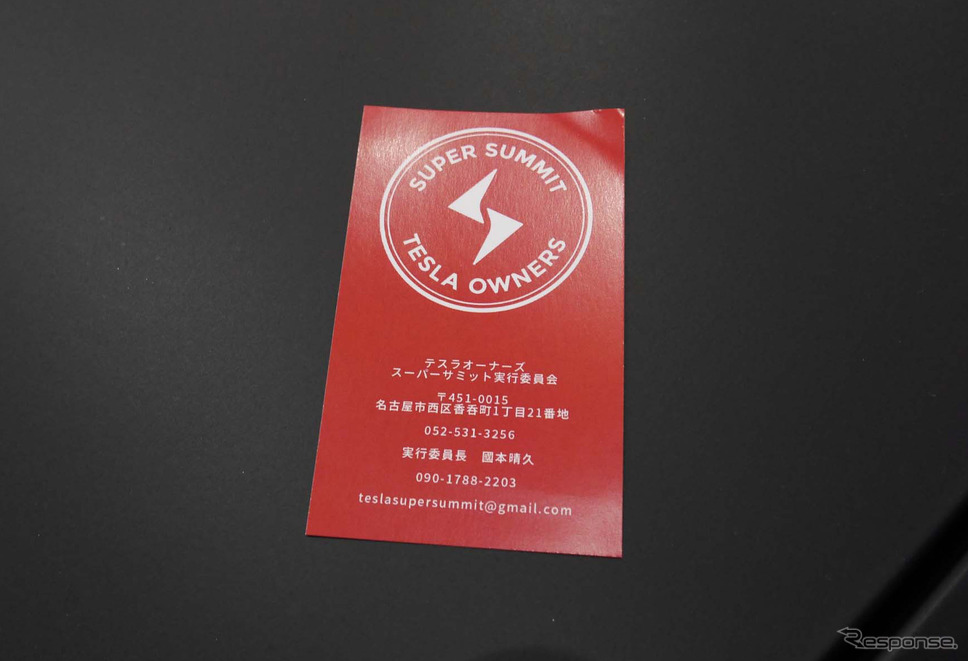 SUPER SUMMIT
TESLA OWNERS
テスラオーナーズ
スーパーサミット実行委員会
〒451-0015
名古屋市西区香呑町1丁目21番地
052-531-3256
実行委員長　國本晴久
090-1788-2203
teslasupersummit@gmail.com
Response.